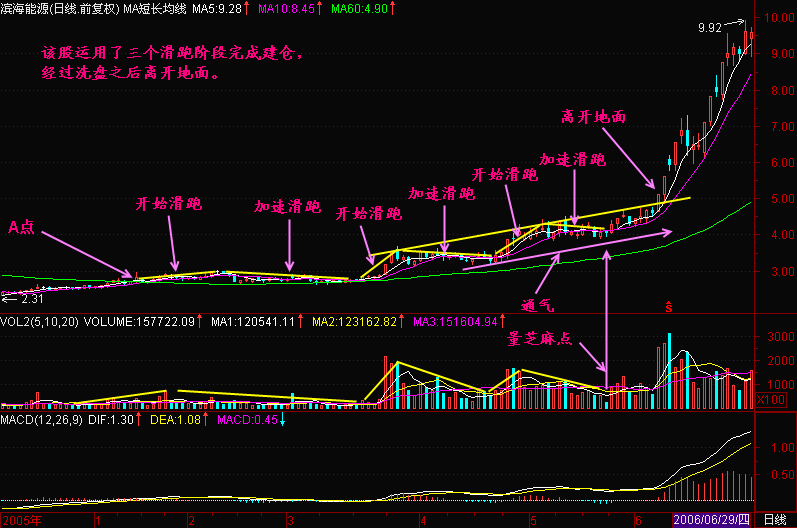 滨海能源(日线.前复权) MA短长均线 MA5:9.28↑ MA10:8.45↑ MA60:4.90↑
该股运用了三个滑跑阶段完成建仓，
经过洗盘之后离开地面。
9.92
10.00
9.00
8.00
7.00
6.00
5.00
4.00
3.00
离开地面
加速滑跑
开始滑跑
加速滑跑
开始滑跑
加速滑跑
开始滑跑
A点
2.31
通气
量芝麻点
ŝ
VOL2(5,10,20) VOLUME:157722.09↑ MA1:120541.11↑ MA2:123162.82↑ MA3:151604.94↑
3000
2000
1000
X100
MACD(12,26,9) DIF:1.30↑ DEA:1.08↑ MACD:0.45↓
1.00
0.50
2005年 1 2 3 4 5 6 2006/06/29/四 日线